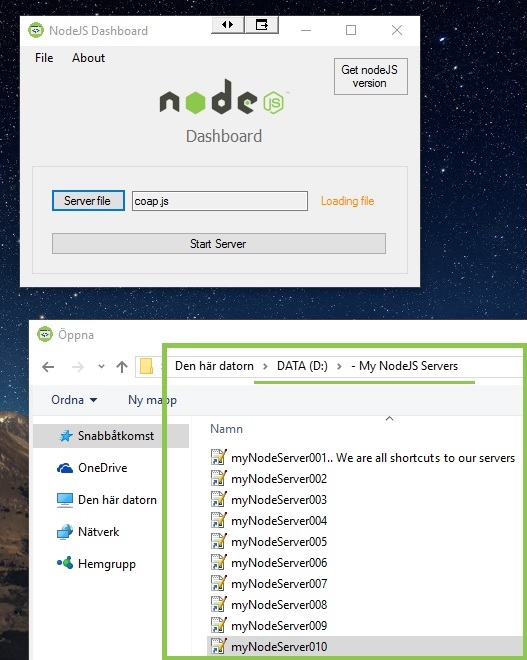 NodeJS Dashboard
File About
Get nodeJS
version
node JS
Dashboard
Server file coap.js Loading file
Start Server
Öppna
Den här datorn > DATA (D:) > - My NodeJS Servers
Ordna Ny mapp
Namn
Snabbåtkomst
OneDrive
Den här datorn
Nätverk
Hemgrupp
myNodeServer001.. We are all shortcuts to our servers
myNodeServer002
myNodeServer003
myNodeServer004
myNodeServer005
myNodeServer006
myNodeServer007
myNodeServer008
myNodeServer009
myNodeServer010